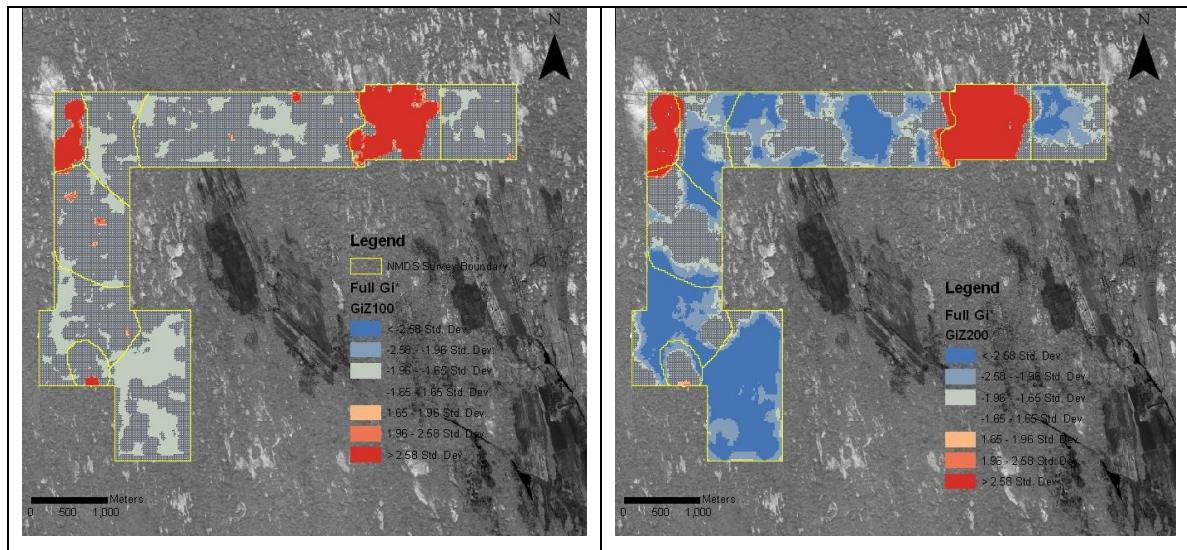 N
Legend
NMDS Survey Boundary
Full Gi*
GiZ100
< -2.58 Std. Dev.
-2.58 - -1.96 Std. Dev.
-1.96 - -1.65 Std. Dev.
-1.65 - 1.65 Std. Dev.
1.65 - 1.96 Std. Dev.
1.96 - 2.58 Std. Dev.
> 2.58 Std. Dev.
Meters
0 500 1,000
N
Legend
Full Gi*
GiZ200
< -2.58 Std. Dev.
-2.58 - -1.96 Std. Dev.
-1.96 - -1.65 Std. Dev.
-1.65 - 1.65 Std. Dev.
1.65 - 1.96 Std. Dev.
1.96 - 2.58 Std. Dev.
> 2.58 Std. Dev.
Meters
0 500 1,000